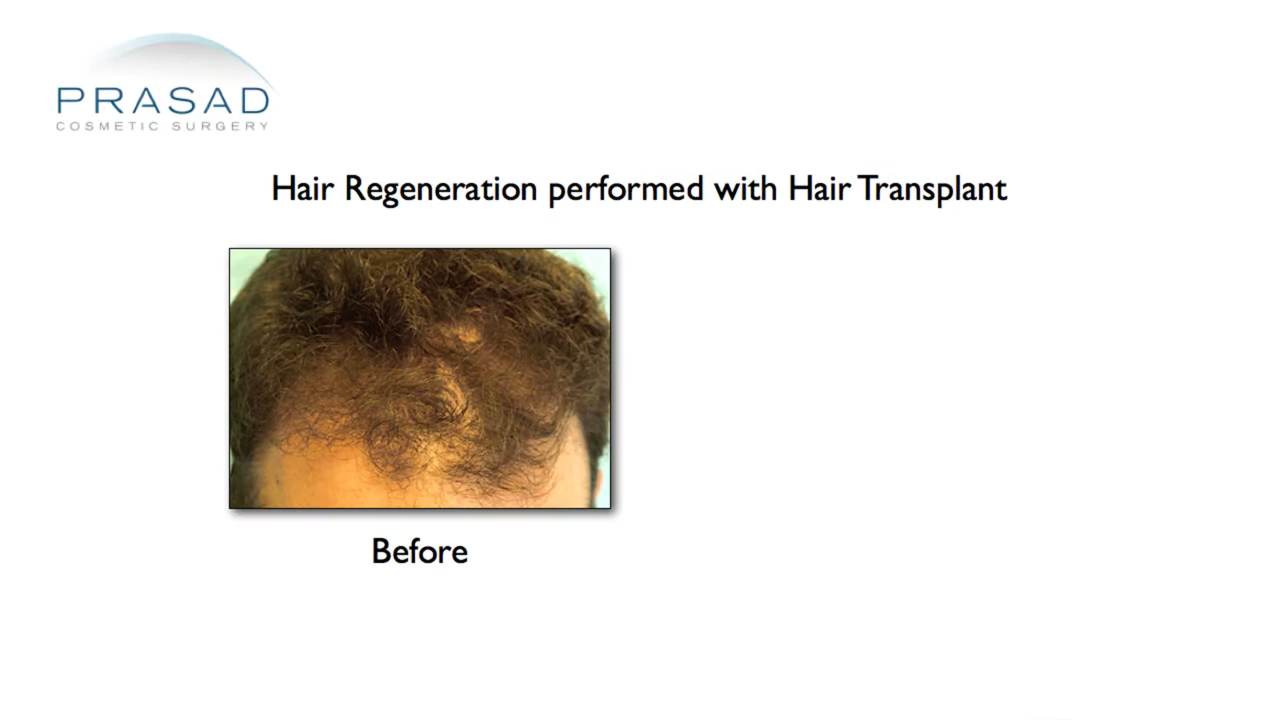 PRASAD
COSMETIC SURGERY
Hair Regeneration performed with Hair Transplant
Before